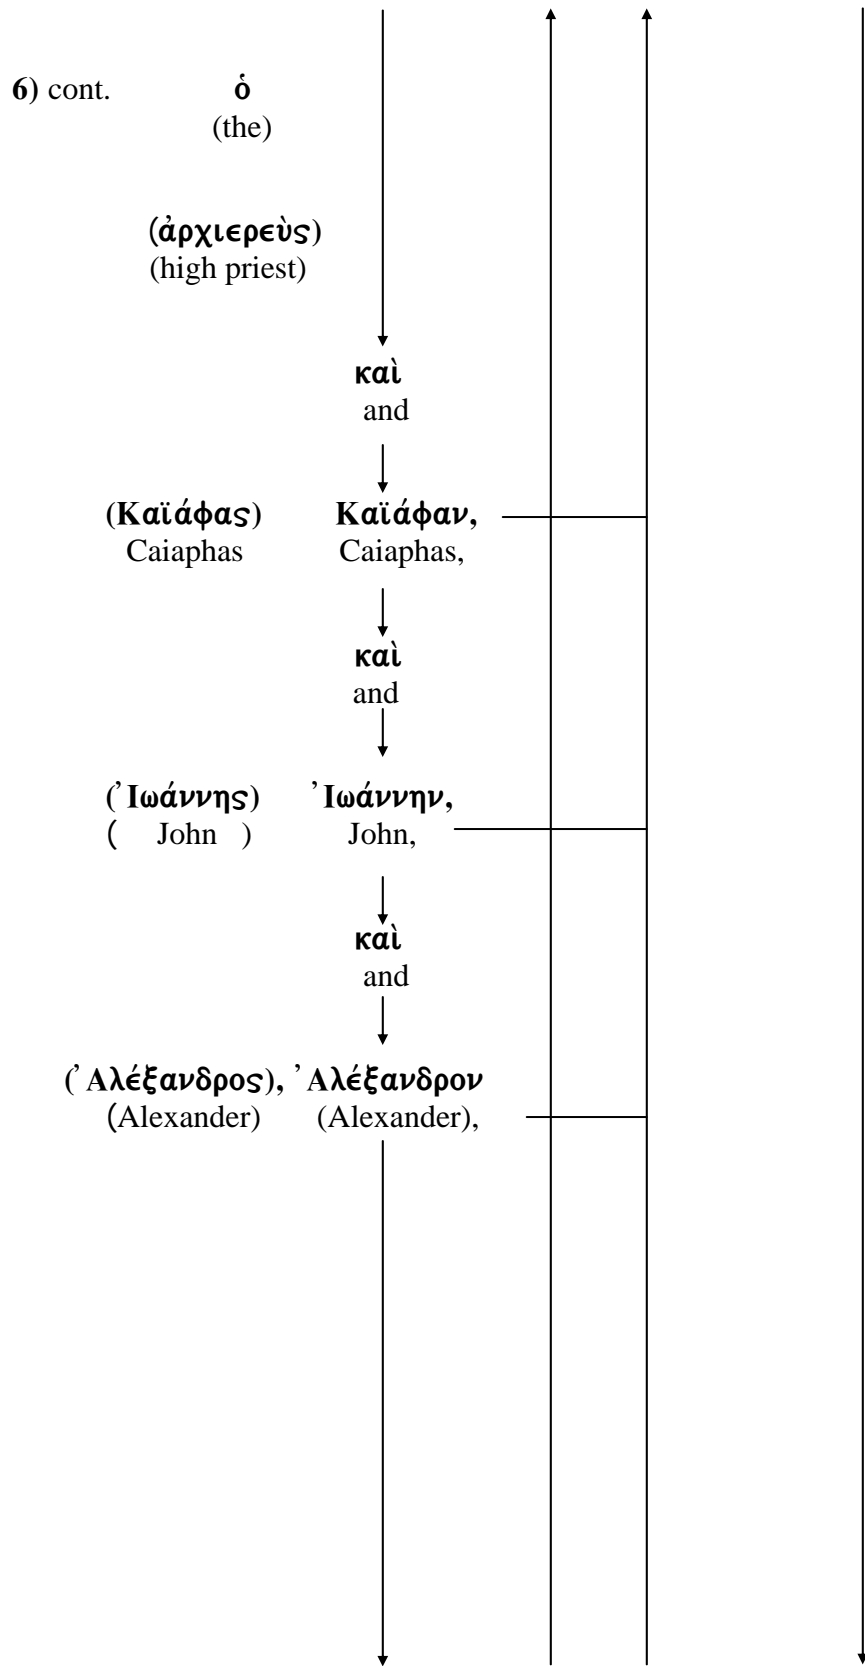 6) cont. ὁ
(the)
(ἀρχιερεὺς)
(high priest)
καὶ
and
(Καϊάφας) Καϊάφαν,
Caiaphas Caiaphas,
καὶ
and
(᾿Ιωάννης) ᾿Ιωάννην,
( John ) John,
καὶ
and
(᾿Αλέξανδρος), ᾿Αλέξανδρον
(Alexander) (Alexander),